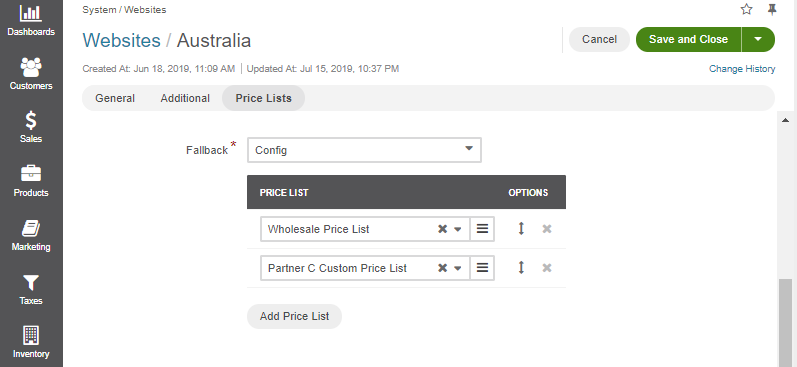 System / Websites
Websites / Australia
Cancel
Save and Close
Created At: Jun 18, 2019, 11:09 AM | Updated At: Jul 15, 2019, 10:37 PM
Change History
General
Additional
Price Lists
Fallback *
Config
PRICE LIST
OPTIONS
Wholesale Price List
Partner C Custom Price List
Add Price List
Dashboards
Customers
Sales
Products
Marketing
Taxes
Inventory